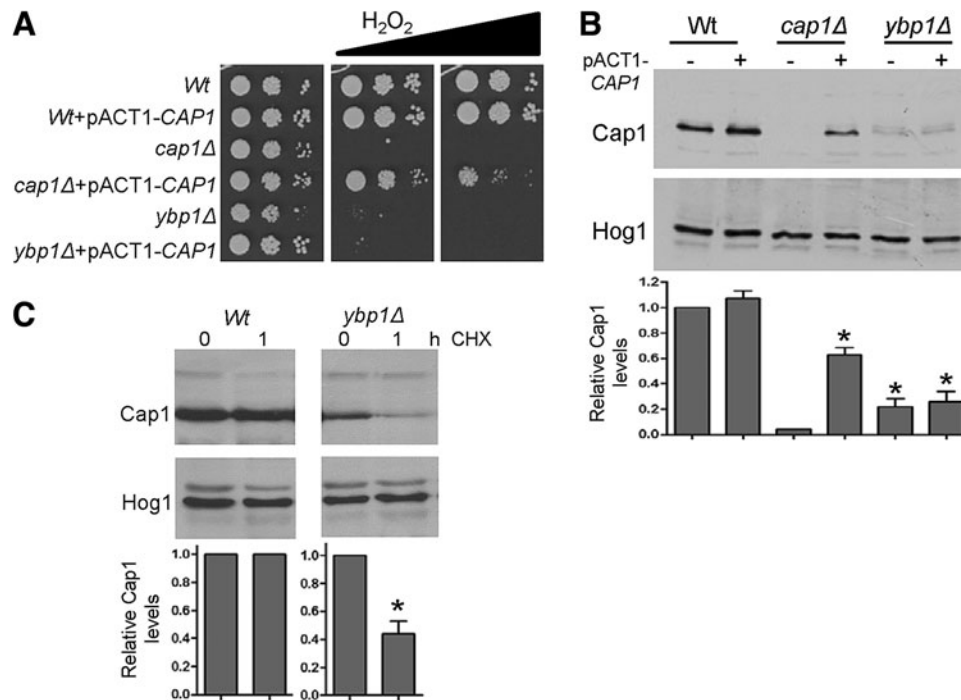 A
H₂O₂
Wt
Wt+pACT1-CAP1
cap1Δ
cap1Δ+pACT1-CAP1
ybp1Δ
ybp1Δ+pACT1-CAP1
B
Wt cap1Δ ybp1Δ
pACT1-CAP1 - + - + - +
Cap1
Hog1
Relative Cap1 levels
1.2
1.0
0.8
0.6
0.4
0.2
0.0
* * *
C
Wt ybp1Δ
0 1 0 1 h CHX
Cap1
Hog1
Relative Cap1 levels
1.0 1.0
0.8 0.8
0.6 0.6
0.4 0.4
0.2 0.2
0.0 0.0
*